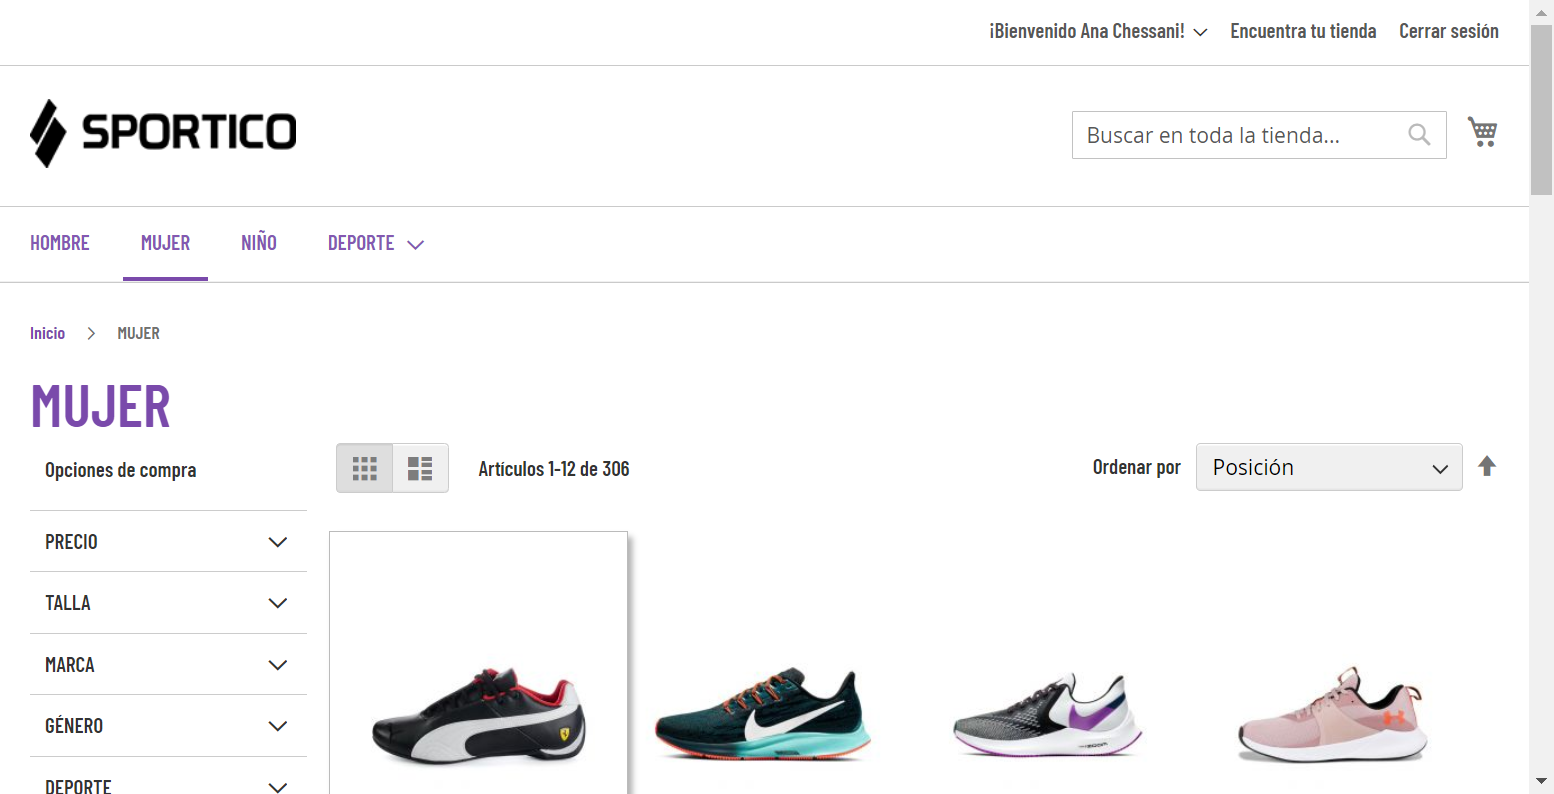 ¡Bienvenido Ana Chessani!
Encuentra tu tienda
Cerrar sesión
SPORTICO
Buscar en toda la tienda...
HOMBRE
MUJER
NIÑO
DEPORTE
Inicio
MUJER
MUJER
Opciones de compra
Artículos 1-12 de 306
Ordenar por
Posición
PRECIO
TALLA
MARCA
GÉNERO
DEPORTE